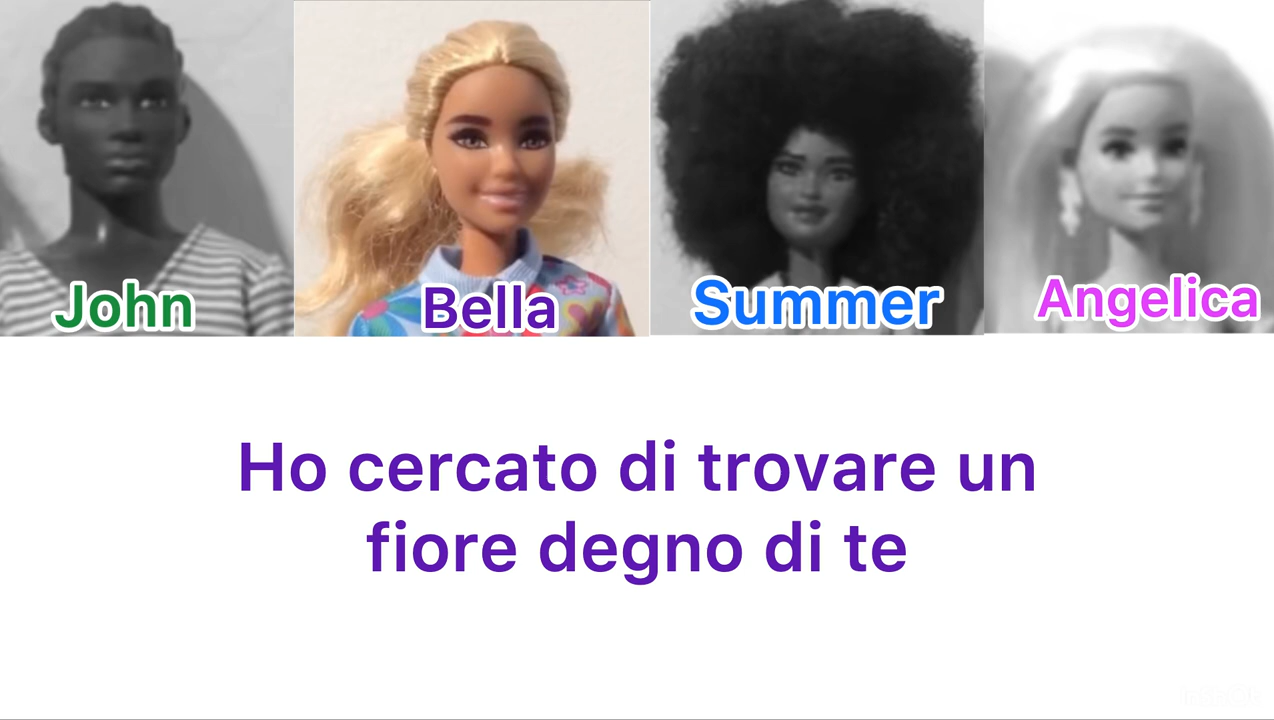 John
Bella
Summer
Angelica
Ho cercato di trovare un
fiore degno di te